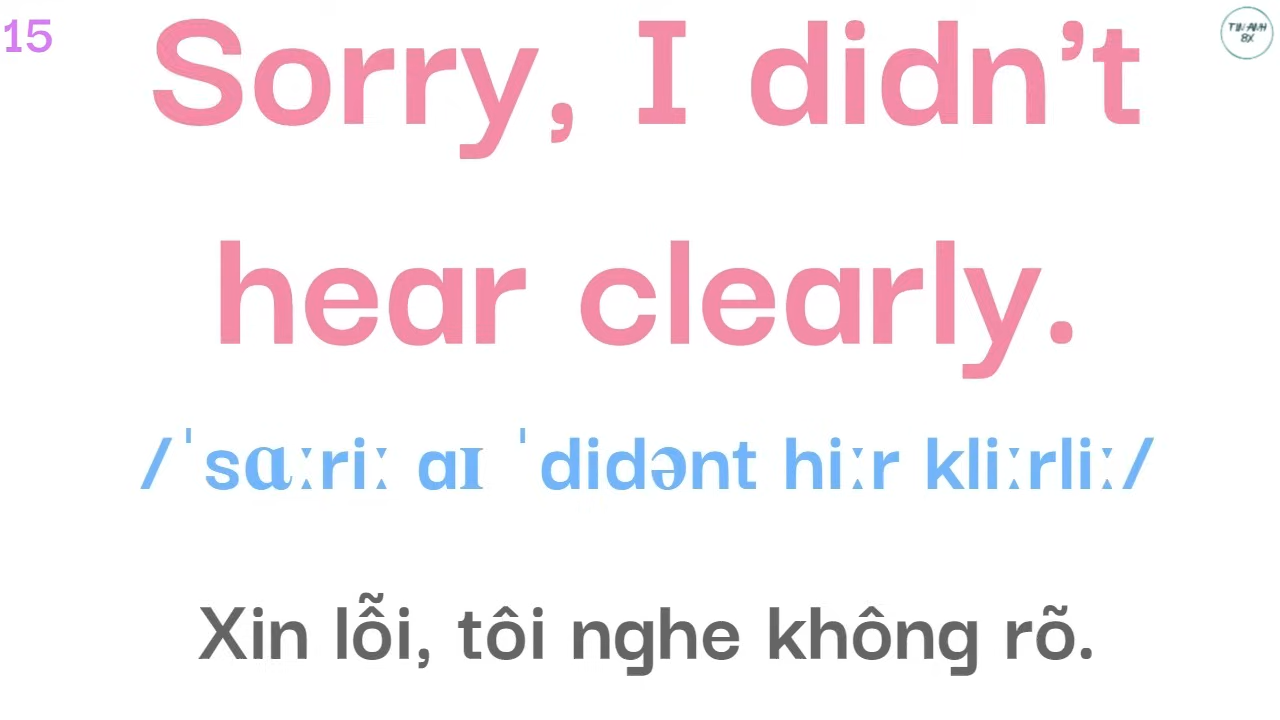 15
Sorry, I didn’t
hear clearly.
/ˈsɑːriː aɪ ˈdidənt hiːr kliːrliː/
Xin lỗi, tôi nghe không rõ.